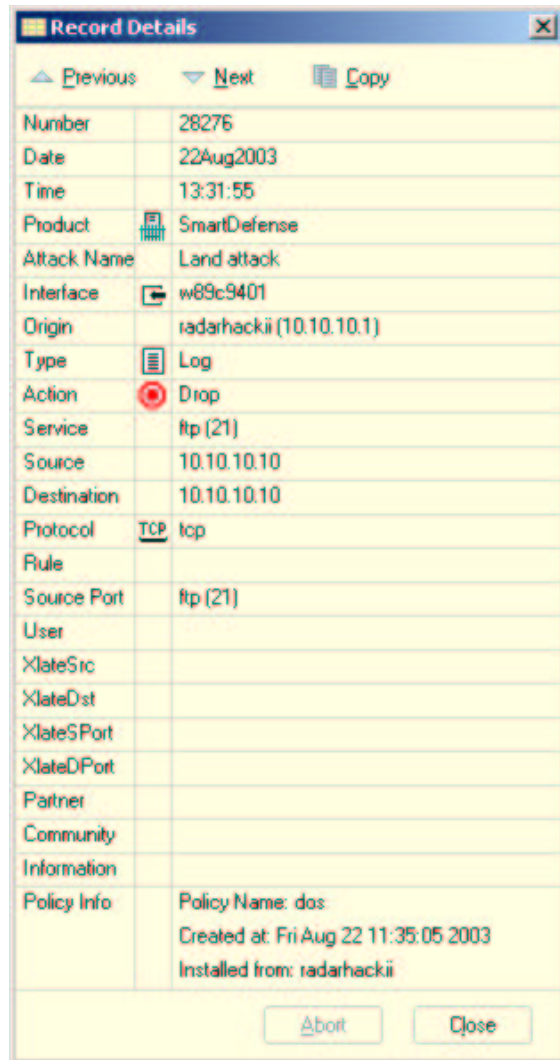 Record Details
Previous Next Copy
Number 28276
Date 22Aug2003
Time 13:31:55
Product SmartDefense
Attack Name Land attack
Interface w89c9401
Origin radarhackii (10.10.10.1)
Type Log
Action Drop
Service ftp (21)
Source 10.10.10.10
Destination 10.10.10.10
Protocol TCP tcp
Rule
Source Port ftp (21)
User
XlateSrc
XlateDst
XlateSPort
XlateDPort
Partner
Community
Information
Policy Info Policy Name: dos
Created at: Fri Aug 22 11:35:05 2003
Installed from: radarhackii
Abort Close